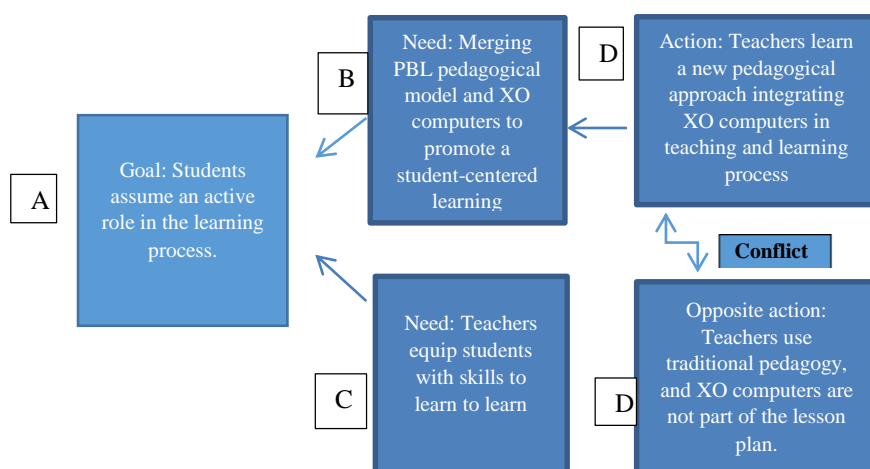 A
Goal: Students
assume an active
role in the learning
process.
B
Need: Merging
PBL pedagogical
model and XO
computers to
promote a
student-centered
learning
D
Action: Teachers learn
a new pedagogical
approach integrating
XO computers in
teaching and learning
process
Conflict
C
Need: Teachers
equip students
with skills to
learn to learn
D
Opposite action:
Teachers use
traditional pedagogy,
and XO computers are
not part of the lesson
plan.